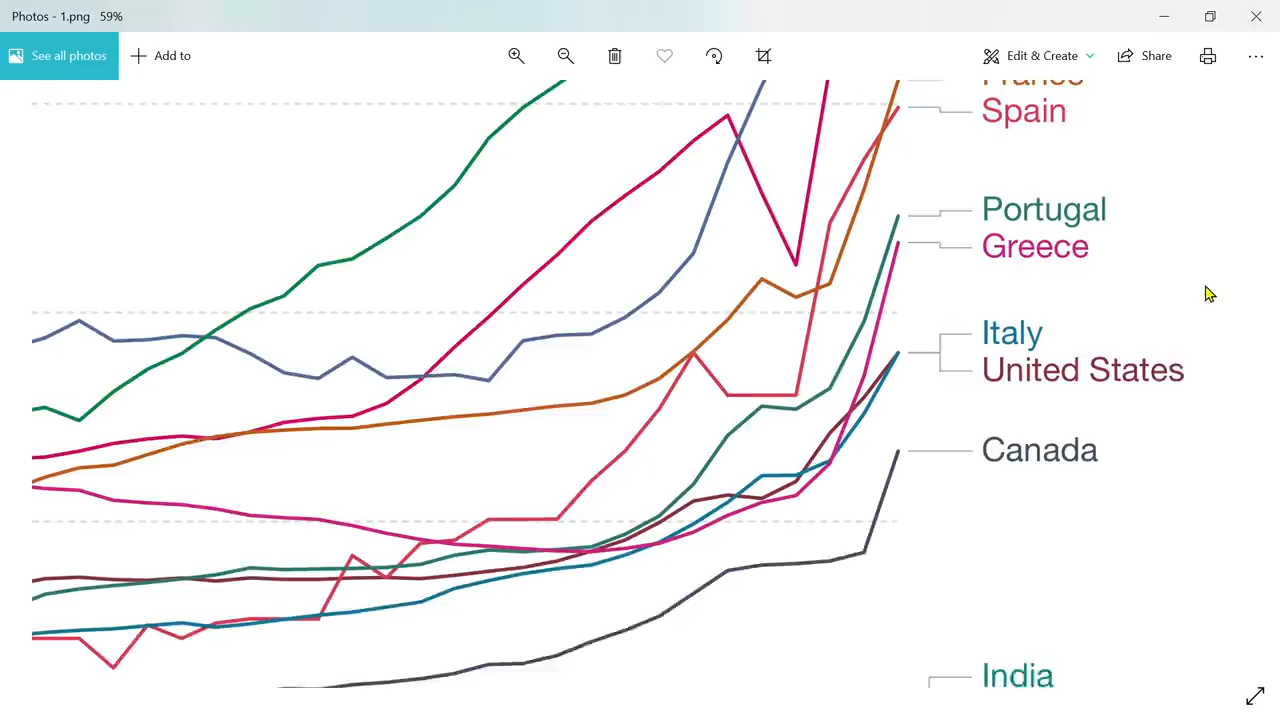 Photos - 1.png 59%
See all photos
Add to
Edit & Create
Share
France
Spain
Portugal
Greece
Italy
United States
Canada
India